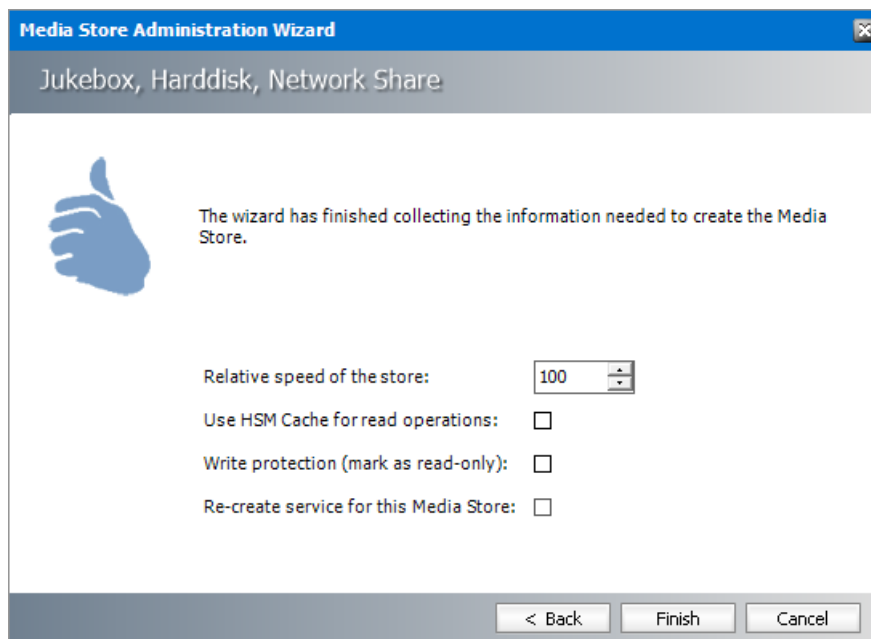 Media Store Administration Wizard
Jukebox, Harddisk, Network Share
The wizard has finished collecting the information needed to create the Media
Store.
Relative speed of the store: 100
Use HSM Cache for read operations:
Write protection (mark as read-only):
Re-create service for this Media Store:
< Back Finish Cancel